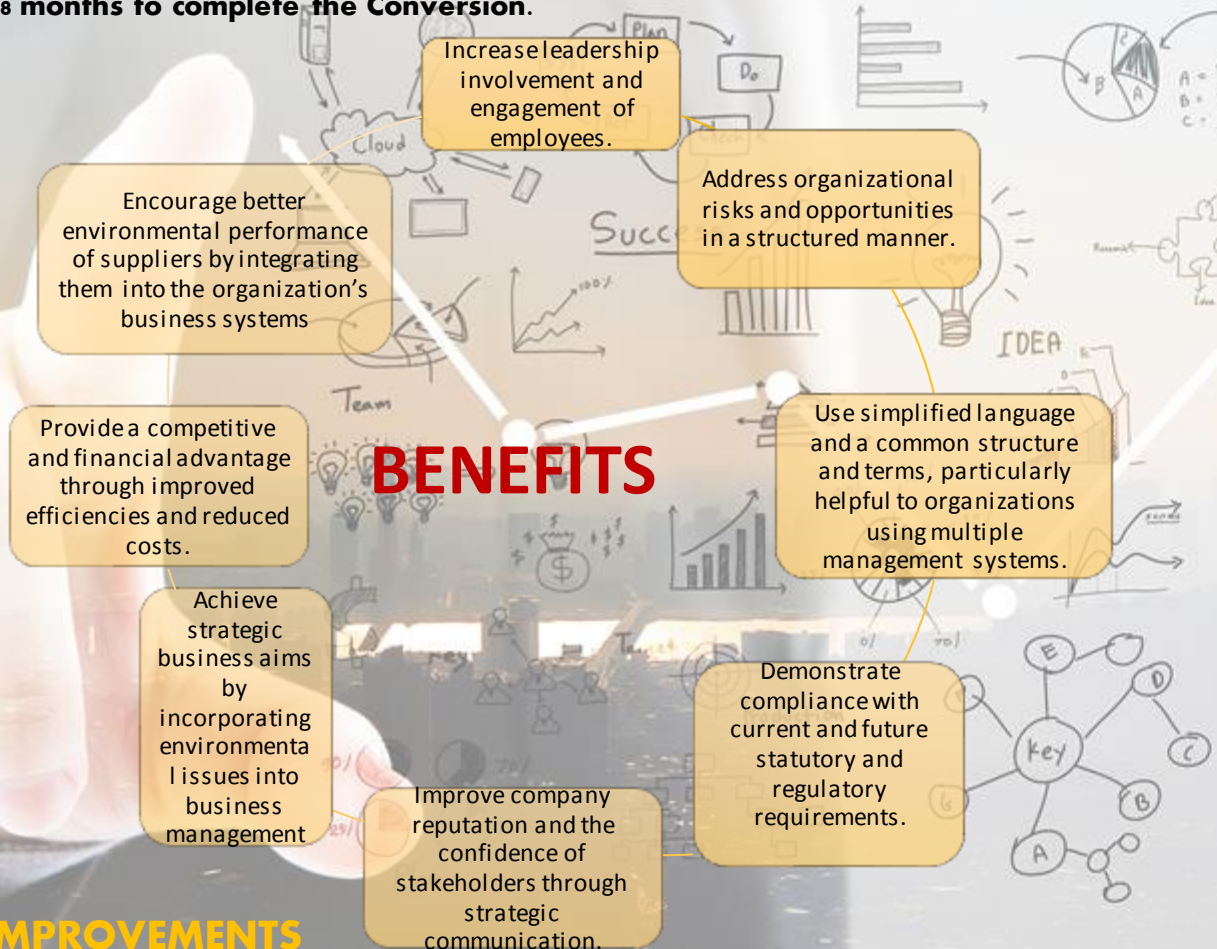 8 months to complete the Conversion.
Increase leadership
involvement and
engagement of
employees.
Address organizational
risks and opportunities
in a structured manner.
Use simplified language
and a common structure
and terms, particularly
helpful to organizations
using multiple
management systems.
Demonstrate
compliance with
current and future
statutory and
regulatory
requirements.
Improve company
reputation and the
confidence of
stakeholders through
strategic
communication.
Achieve
strategic
business aims
by
incorporating
environmenta
l issues into
business
management
Provide a competitive
and financial advantage
through improved
efficiencies and reduced
costs.
Encourage better
environmental performance
of suppliers by integrating
them into the organization's
business systems
BENEFITS
Plan
Do
Cloud
B
A
A =
B =
C =
Succe
100%
IDEA
Team
$
key
E
D
C
B
A
70%
MPROVEMENTS